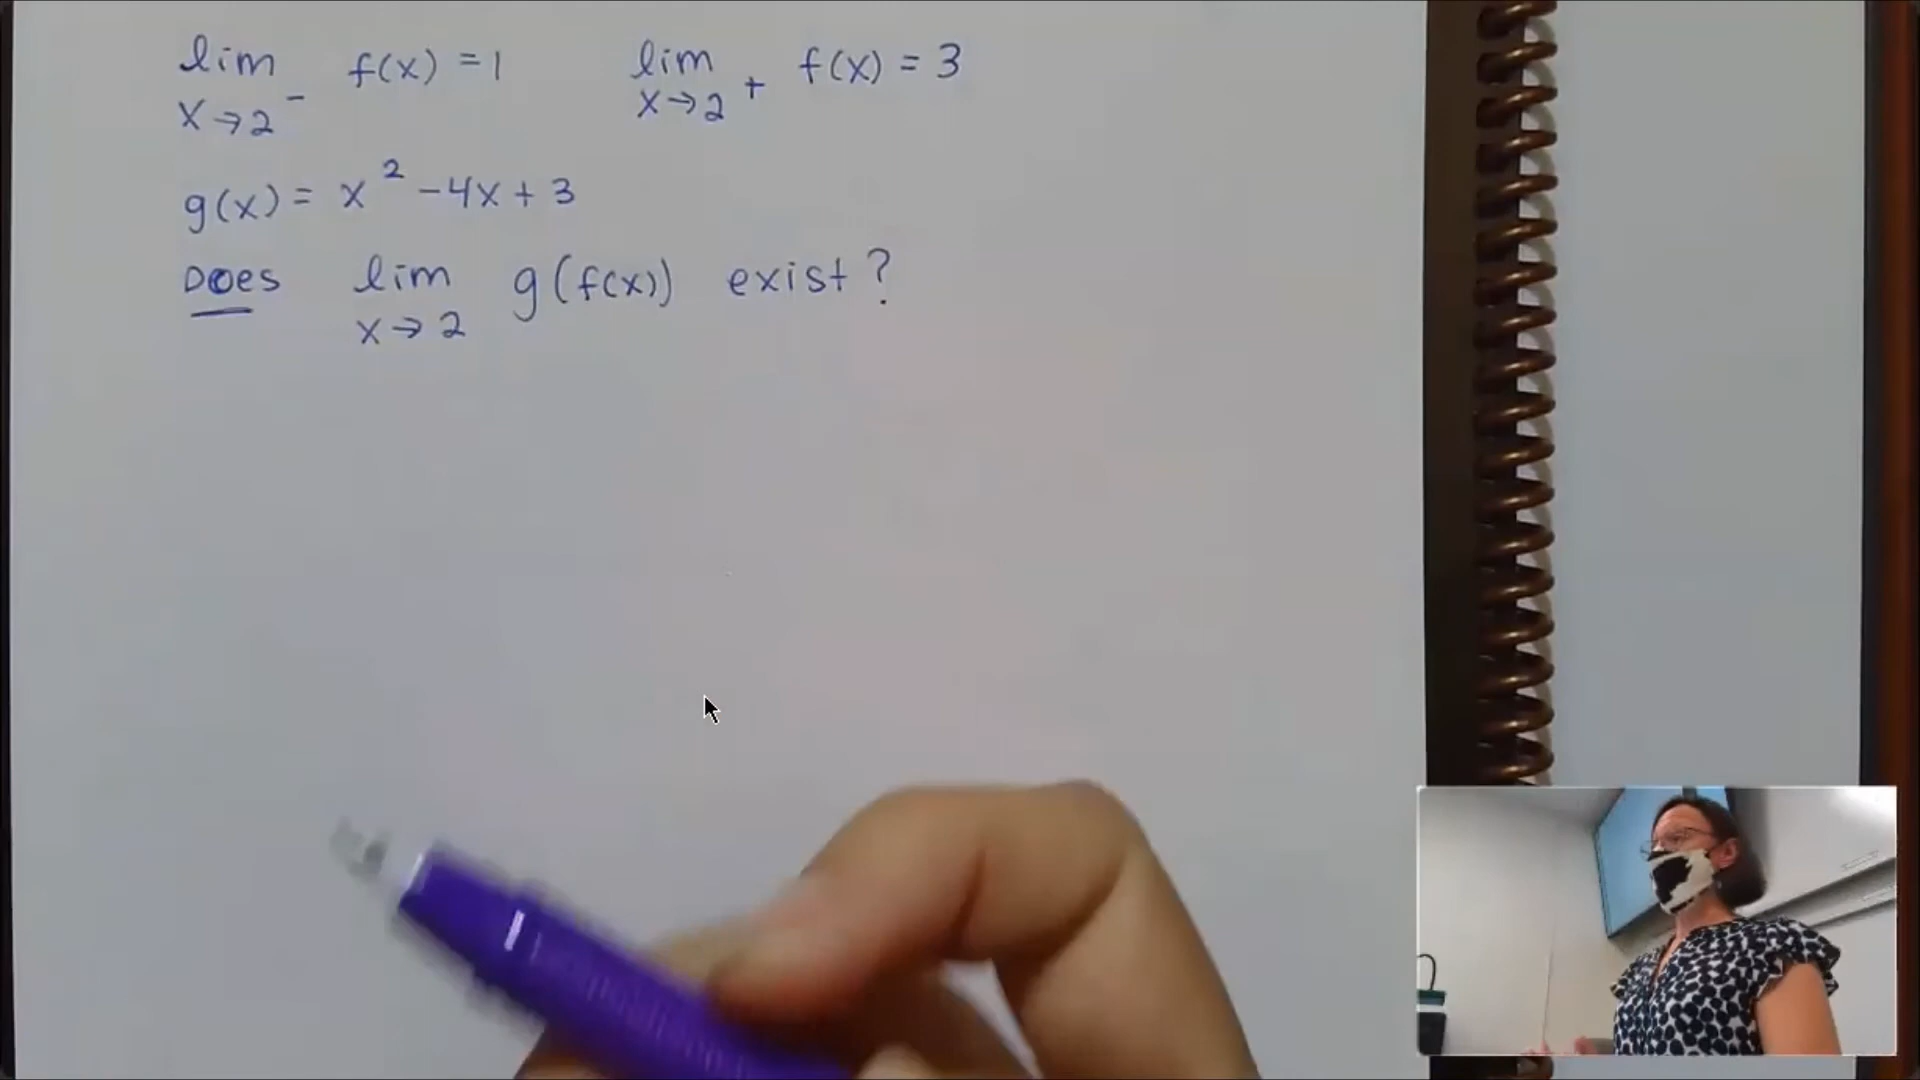 lim f(x) = 1 lim f(x) = 3
x→2⁻ x→2⁺
g(x) = x² - 4x + 3
Does lim g(f(x)) exist?
x→2